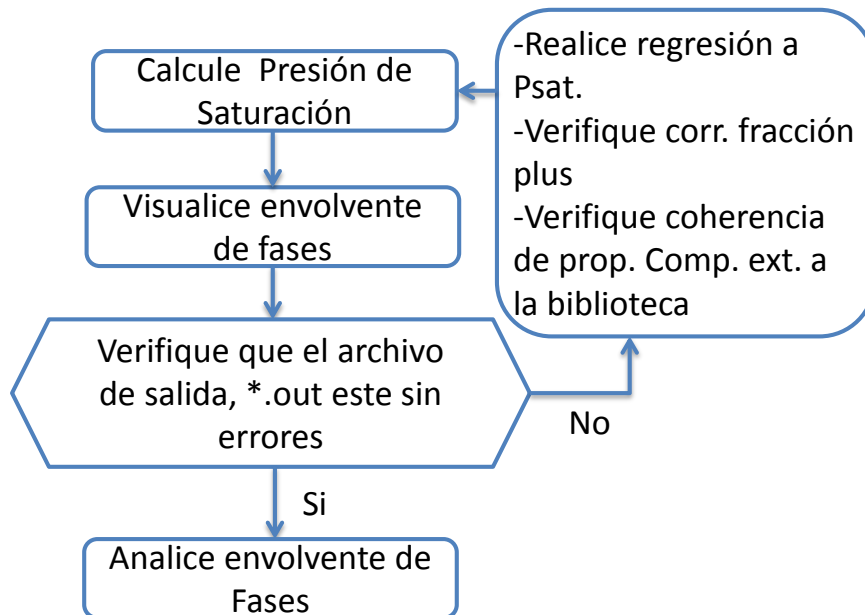 Calcule Presión de
Saturación
Visualice envolvente
de fases
Verifique que el archivo
de salida, *.out este sin
errores
Si
Analice envolvente de
Fases
No
-Realice regresión a
Psat.
-Verifique corr. fracción
plus
-Verifique coherencia
de prop. Comp. ext. a
la biblioteca